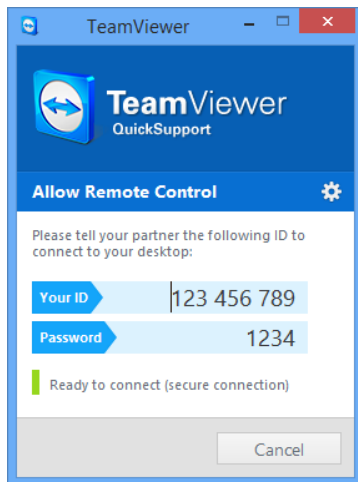 TeamViewer
TeamViewer
QuickSupport
Allow Remote Control
Please tell your partner the following ID to
connect to your desktop:
Your ID 123 456 789
Password 1234
Ready to connect (secure connection)
Cancel